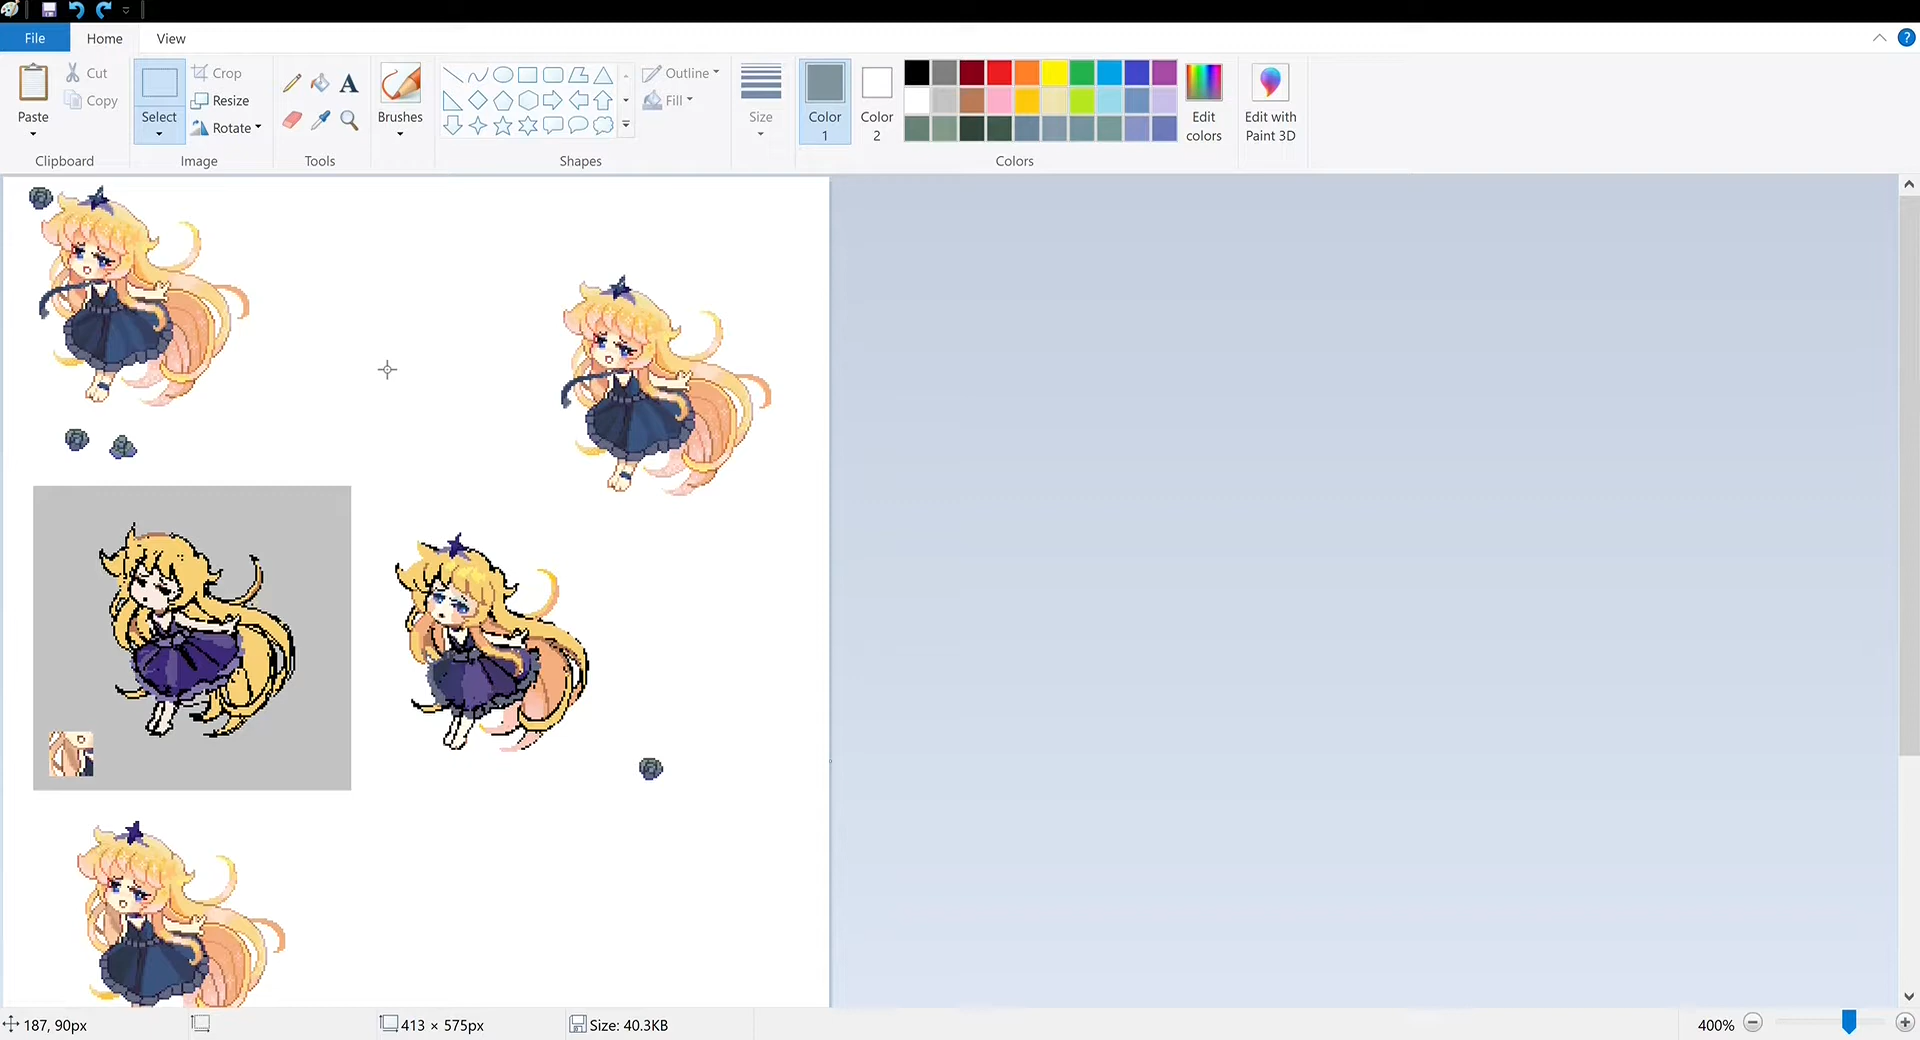 File Home View ?
Paste
Cut
Copy
Clipboard
Select
Crop
Resize
Rotate
Image
A
Tools
Brushes
Outline
Fill
Shapes
Size
Color
1
Color
2
Edit
colors
Colors
Edit with
Paint 3D
187, 90px
413 × 575px
Size: 40.3KB
400%